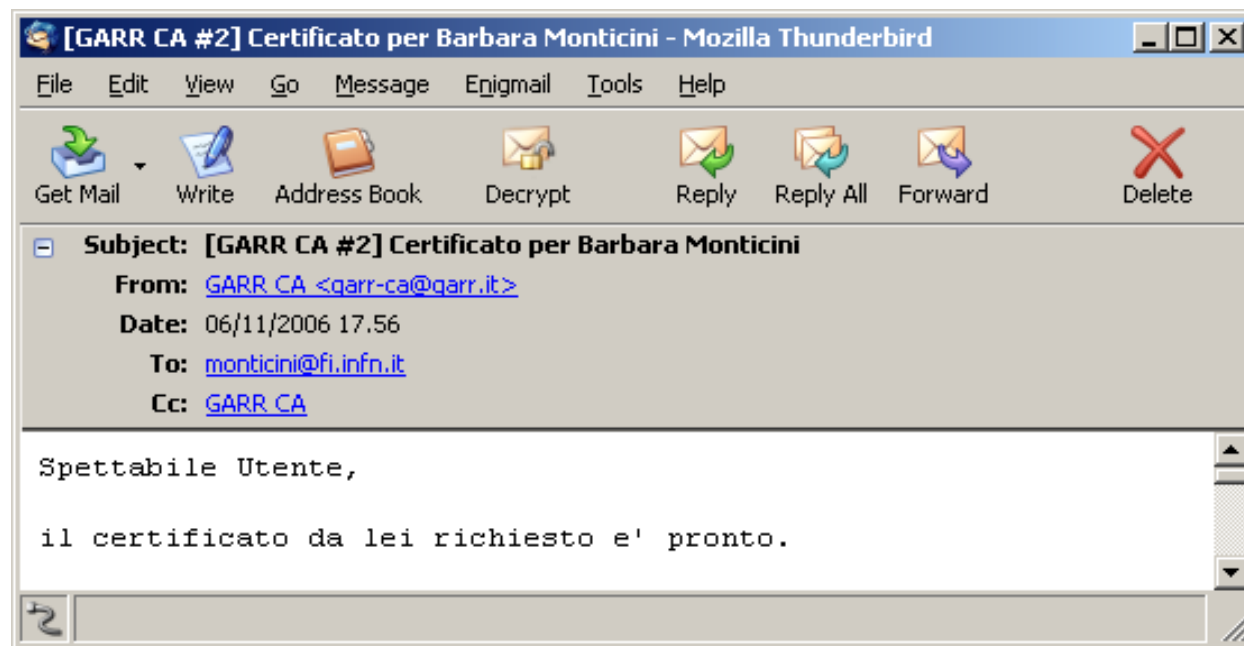 [GARR CA #2] Certificato per Barbara Monticini - Mozilla Thunderbird
File Edit View Go Message Enigmail Tools Help
Get Mail Write Address Book Decrypt Reply Reply All Forward Delete
Subject: [GARR CA #2] Certificato per Barbara Monticini
From: GARR CA <garr-ca@garr.it>
Date: 06/11/2006 17.56
To: monticini@fi.infn.it
Cc: GARR CA
Spettabile Utente,
il certificato da lei richiesto e' pronto.